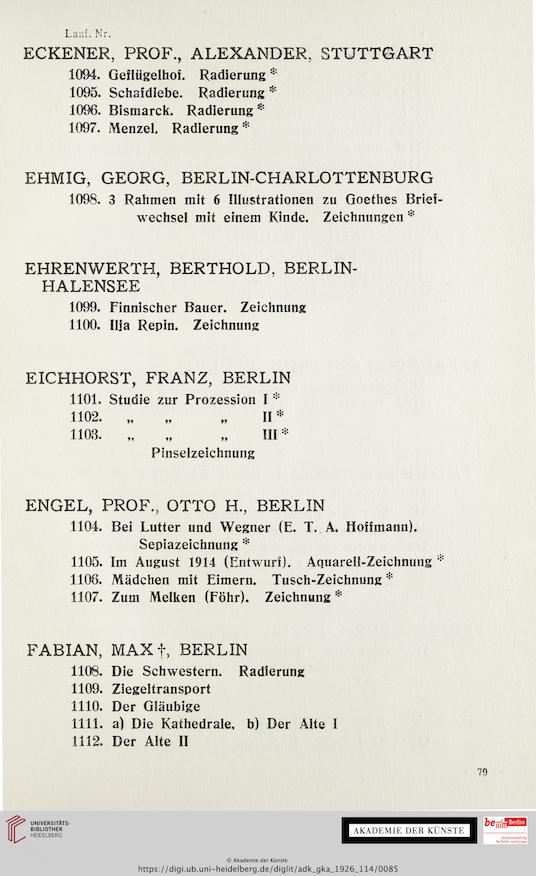 Lauf. Nr.
ECKENER, PROF., ALEXANDER, STUTTGART
1094. Geflügelhof. Radierung *
1095. Schafdiebe. Radierung *
1096. Bismarck. Radierung *
1097. Menzel. Radierung *
EHMIG, GEORG, BERLIN-CHARLOTTENBURG
1098. 3 Rahmen mit 6 Illustrationen zu Goethes Brief-
wechsel mit einem Kinde. Zeichnungen *
EHRENWERTH, BERTHOLD, BERLIN-
HALENSEE
1099. Finnischer Bauer. Zeichnung
1100. Ilja Repin. Zeichnung
EICHHORST, FRANZ, BERLIN
1101. Studie zur Prozession I *
1102. „ „ „ II *
1103. „ „ „ III *
Pinselzeichnung
ENGEL, PROF., OTTO H., BERLIN
1104. Bei Lutter und Wegner (E. T. A. Hoffmann).
Sepiazeichnung *
1105. Im August 1914 (Entwurf). Aquarell-Zeichnung *
1106. Mädchen mit Eimern. Tusch-Zeichnung *
1107. Zum Melken (Föhr). Zeichnung *
FABIAN, MAX †, BERLIN
1108. Die Schwestern. Radierung
1109. Ziegeltransport
1110. Der Gläubige
1111. a) Die Kathedrale, b) Der Alte I
1112. Der Alte II
79
UNIVERSITÄTS-
BIBLIOTHEK
HEIDELBERG
AKADEMIE DER KÜNSTE
be Berlin
© Akademie der Künste
https://digi.ub.uni-heidelberg.de/diglit/adk_gka_1926_114/0085